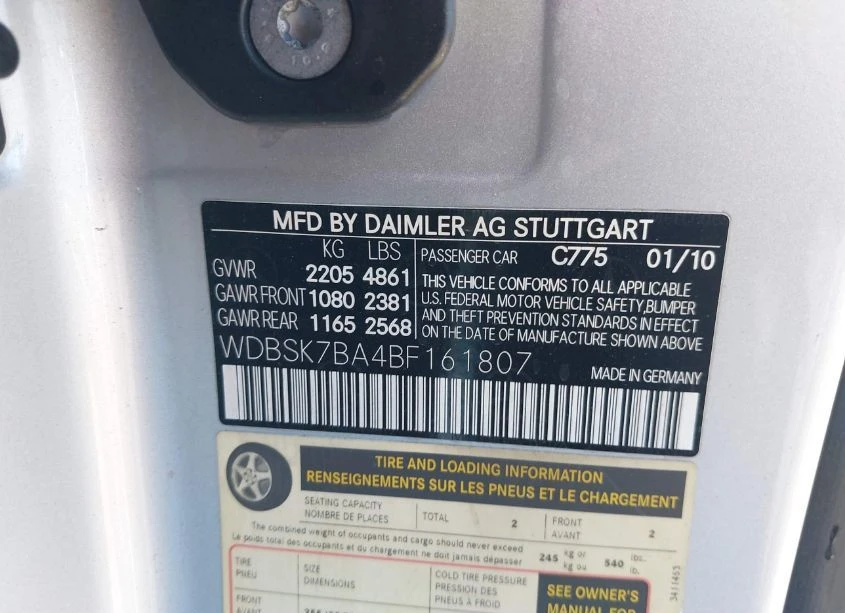 10.9
MFD BY DAIMLER AG STUTTGART
KG LBS
GVWR 2205 4861
GAWR FRONT 1080 2381
GAWR REAR 1165 2568
PASSENGER CAR C775 01/10
THIS VEHICLE CONFORMS TO ALL APPLICABLE
U.S. FEDERAL MOTOR VEHICLE SAFETY,BUMPER
AND THEFT PREVENTION STANDARDS IN EFFECT
ON THE DATE OF MANUFACTURE SHOWN ABOVE
WDBSK7BA4BF161807
MADE IN GERMANY
TIRE AND LOADING INFORMATION
RENSEIGNEMENTS SUR LES PNEUS ET LE CHARGEMENT
SEATING CAPACITY
NOMBRE DE PLACES
TOTAL 2
FRONT
AVANT
2
The combined weight of occupants and cargo should never exceed
Le poids total des occupants et du chargement ne doit jamais dépasser
245 kg or
kg ou
540 lbs.
lb.
TIRE
PNEU
SIZE
DIMENSIONS
COLD TIRE PRESSURE
PRESSION DES
PNEUS À FROID
SEE OWNER'S
MANUAL FOR
FRONT
AVANT
3411453